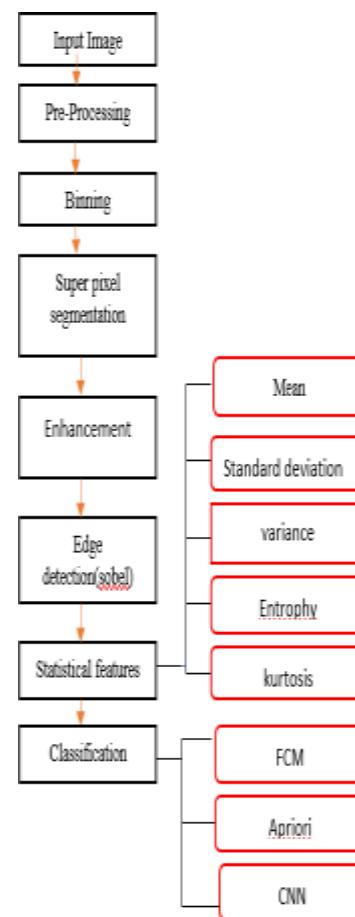 Input Image
Pre-Processing
Binning
Super pixel
segmentation
Enhancement
Edge
detection(sobel)
Statistical features
Classification
Mean
Standard deviation
variance
Entrophy
kurtosis
FCM
Apriori
CNN